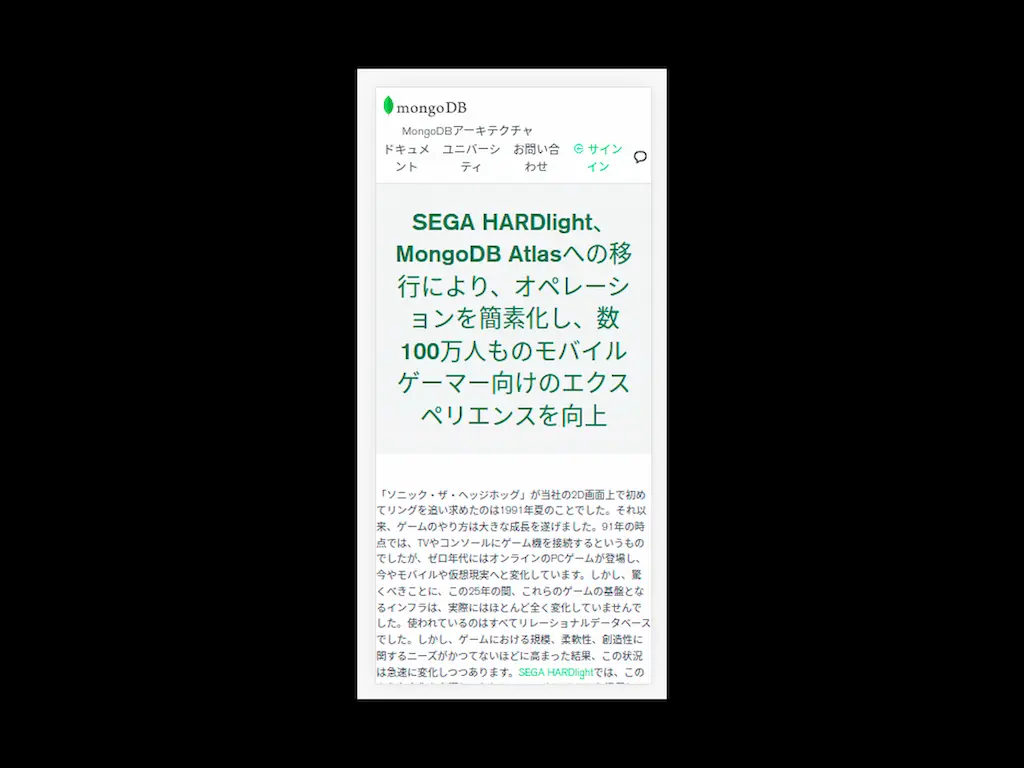 mongoDB
MongoDBアーキテクチャ
ドキュメント ユニバーシティ お問い合わせ サインイン
SEGA HARDlight、
MongoDB Atlasへの移
行により、オペレーシ
ョンを簡素化し、数
100万人ものモバイル
ゲーマー向けのエクス
ペリエンスを向上
「ソニック・ザ・ヘッジホッグ」が当社の2D画面上で初め
てリングを追い求めたのは1991年夏のことでした。それ以
来、ゲームのやり方は大きな成長を遂げました。91年の時
点では、TVやコンソールにゲーム機を接続するというもの
でしたが、ゼロ年代にはオンラインのPCゲームが登場し、
今やモバイルや仮想現実へと変化しています。しかし、驚
くべきことに、この25年の間、これらのゲームの基盤とな
るインフラは、実際にはほとんど全く変化していませんで
した。使われているのはすべてリレーショナルデータベース
でした。しかし、ゲームにおける規模、柔軟性、創造性に
関するニーズがかつてないほどに高まった結果、この状況
は急速に変化しつつあります。SEGA HARDlightでは、この